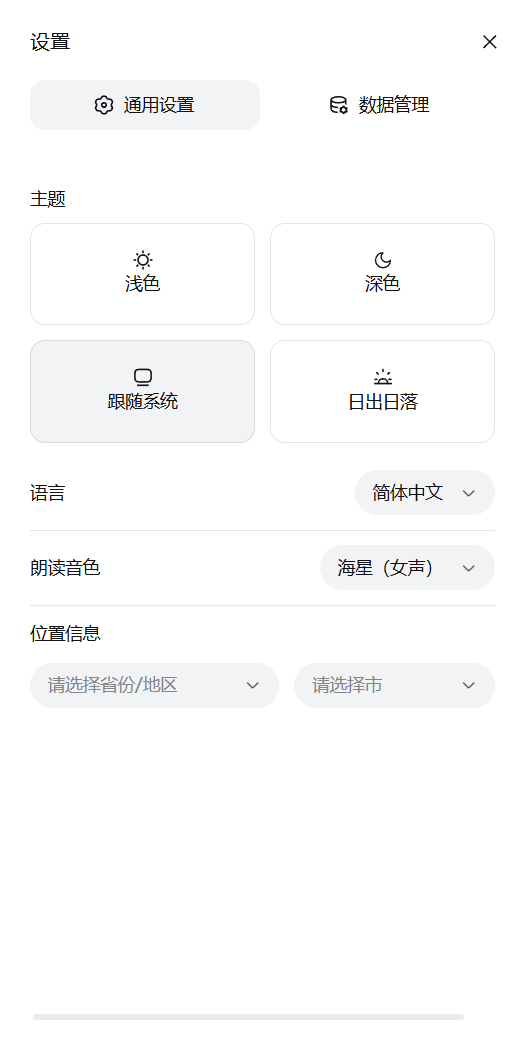 设置
通用设置 数据管理
主题
浅色 深色
跟随系统 日出日落
语言 简体中文
朗读音色 海星（女声）
位置信息
请选择省份/地区 请选择市